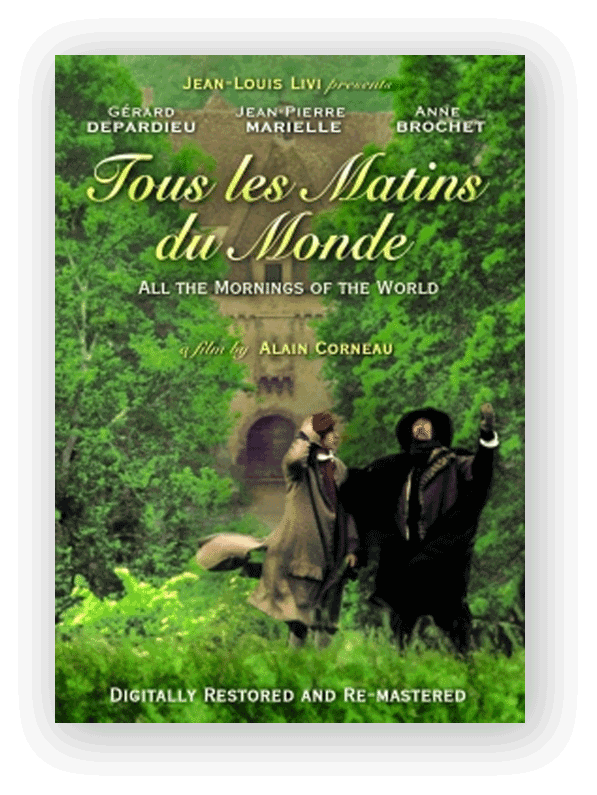 Jean-Louis Livi presents
Gérard Depardieu
Jean-Pierre Marielle
Anne Brochet
Tous les Matins
du Monde
All the Mornings of the World
a film by Alain Corneau
Digitally Restored and Re-mastered